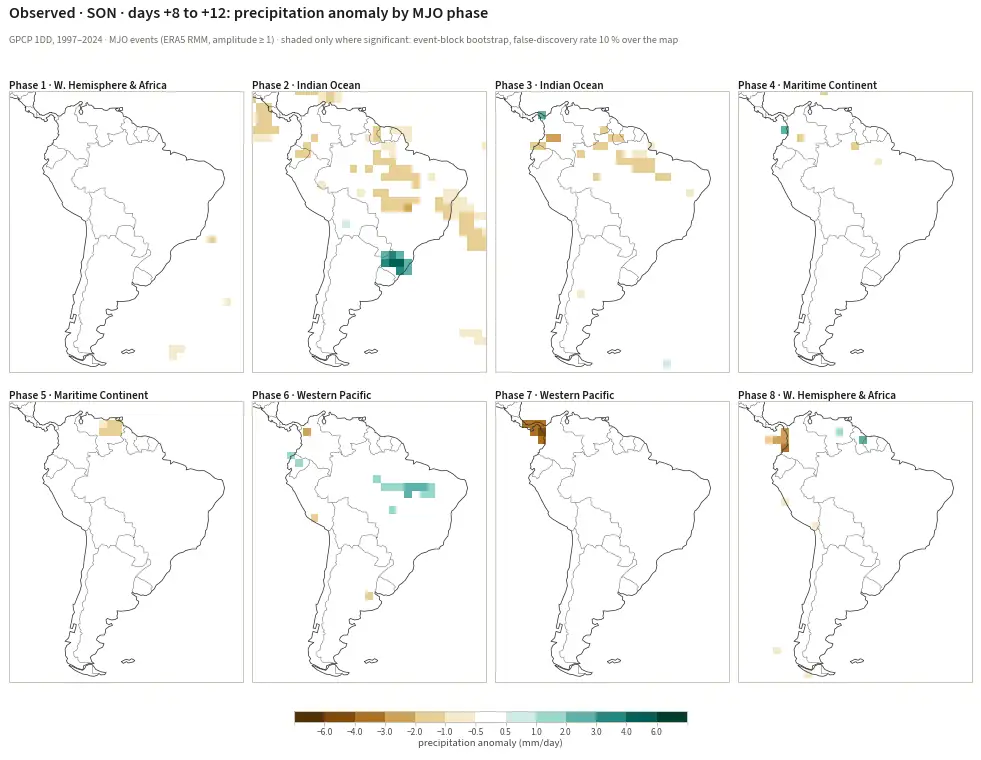 Observed · SON · days +8 to +12: precipitation anomaly by MJO phase
GPCP 1DD, 1997–2024 · MJO events (ERA5 RMM, amplitude ≥ 1) · shaded only where significant: event-block bootstrap, false-discovery rate 10 % over the map
Phase 1 · W. Hemisphere & Africa
Phase 2 · Indian Ocean
Phase 3 · Indian Ocean
Phase 4 · Maritime Continent
Phase 5 · Maritime Continent
Phase 6 · Western Pacific
Phase 7 · Western Pacific
Phase 8 · W. Hemisphere & Africa
−6.0 −4.0 −3.0 −2.0 −1.0 −0.5 0.5 1.0 2.0 3.0 4.0 6.0
precipitation anomaly (mm/day)